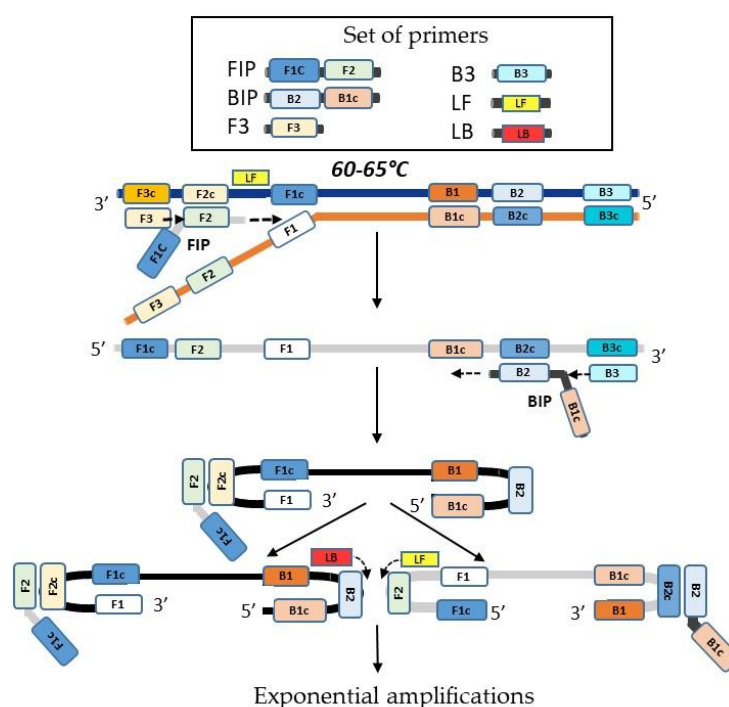 Set of primers
FIP F1C F2 B3 B3
BIP B2 B1c LF LF
F3 F3 LB LB
60-65ºC
LF
F3c F2c F1c B1 B2 B3
3′ 5′
F3 F2 F1 B1c B2c B3c
F1C FIP
F2
F3
5′ F1c F2 F1 B1c B2c B3c 3′
B2 B3
BIP B1c
F2 F2c F1c B1 B2
F1 3′ 5′ B1c
F1c
LB LF
F2 F2c F1c B1 B2 F2 F1 B1c B2c B2
F1 3′ 5′ B1c F1c 5′ 3′ B1
F1c B1c
Exponential amplifications